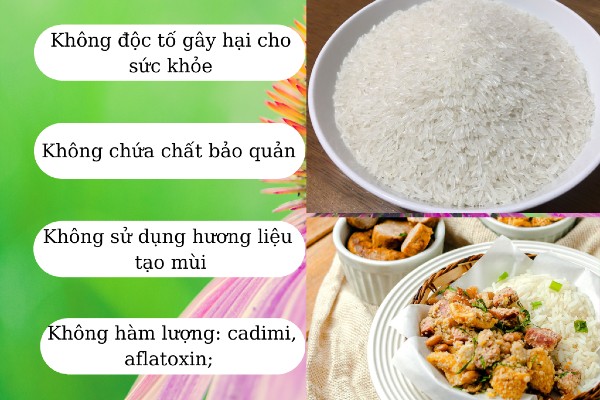 Không độc tố gây hại cho
sức khỏe
Không chứa chất bảo quản
Không sử dụng hương liệu
tạo mùi
Không hàm lượng: cadimi,
aflatoxin;